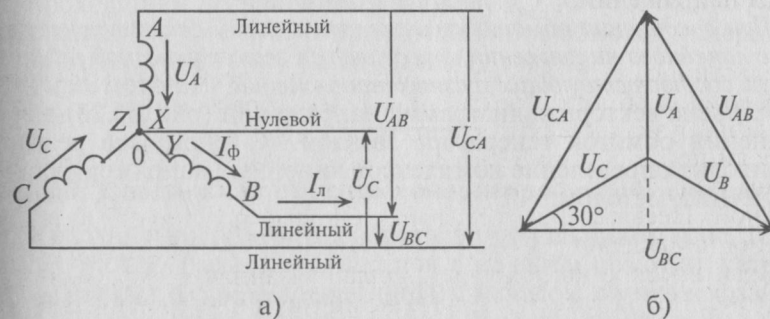 A
Линейный
U_A
Z
X
Нулевой
U_AB
U_CA
U_C
0
Y
I_ф
C
B
I_л
U_C
Линейный
U_BC
Линейный
а)
U_CA
U_A
U_AB
U_C
U_B
30°
U_BC
б)